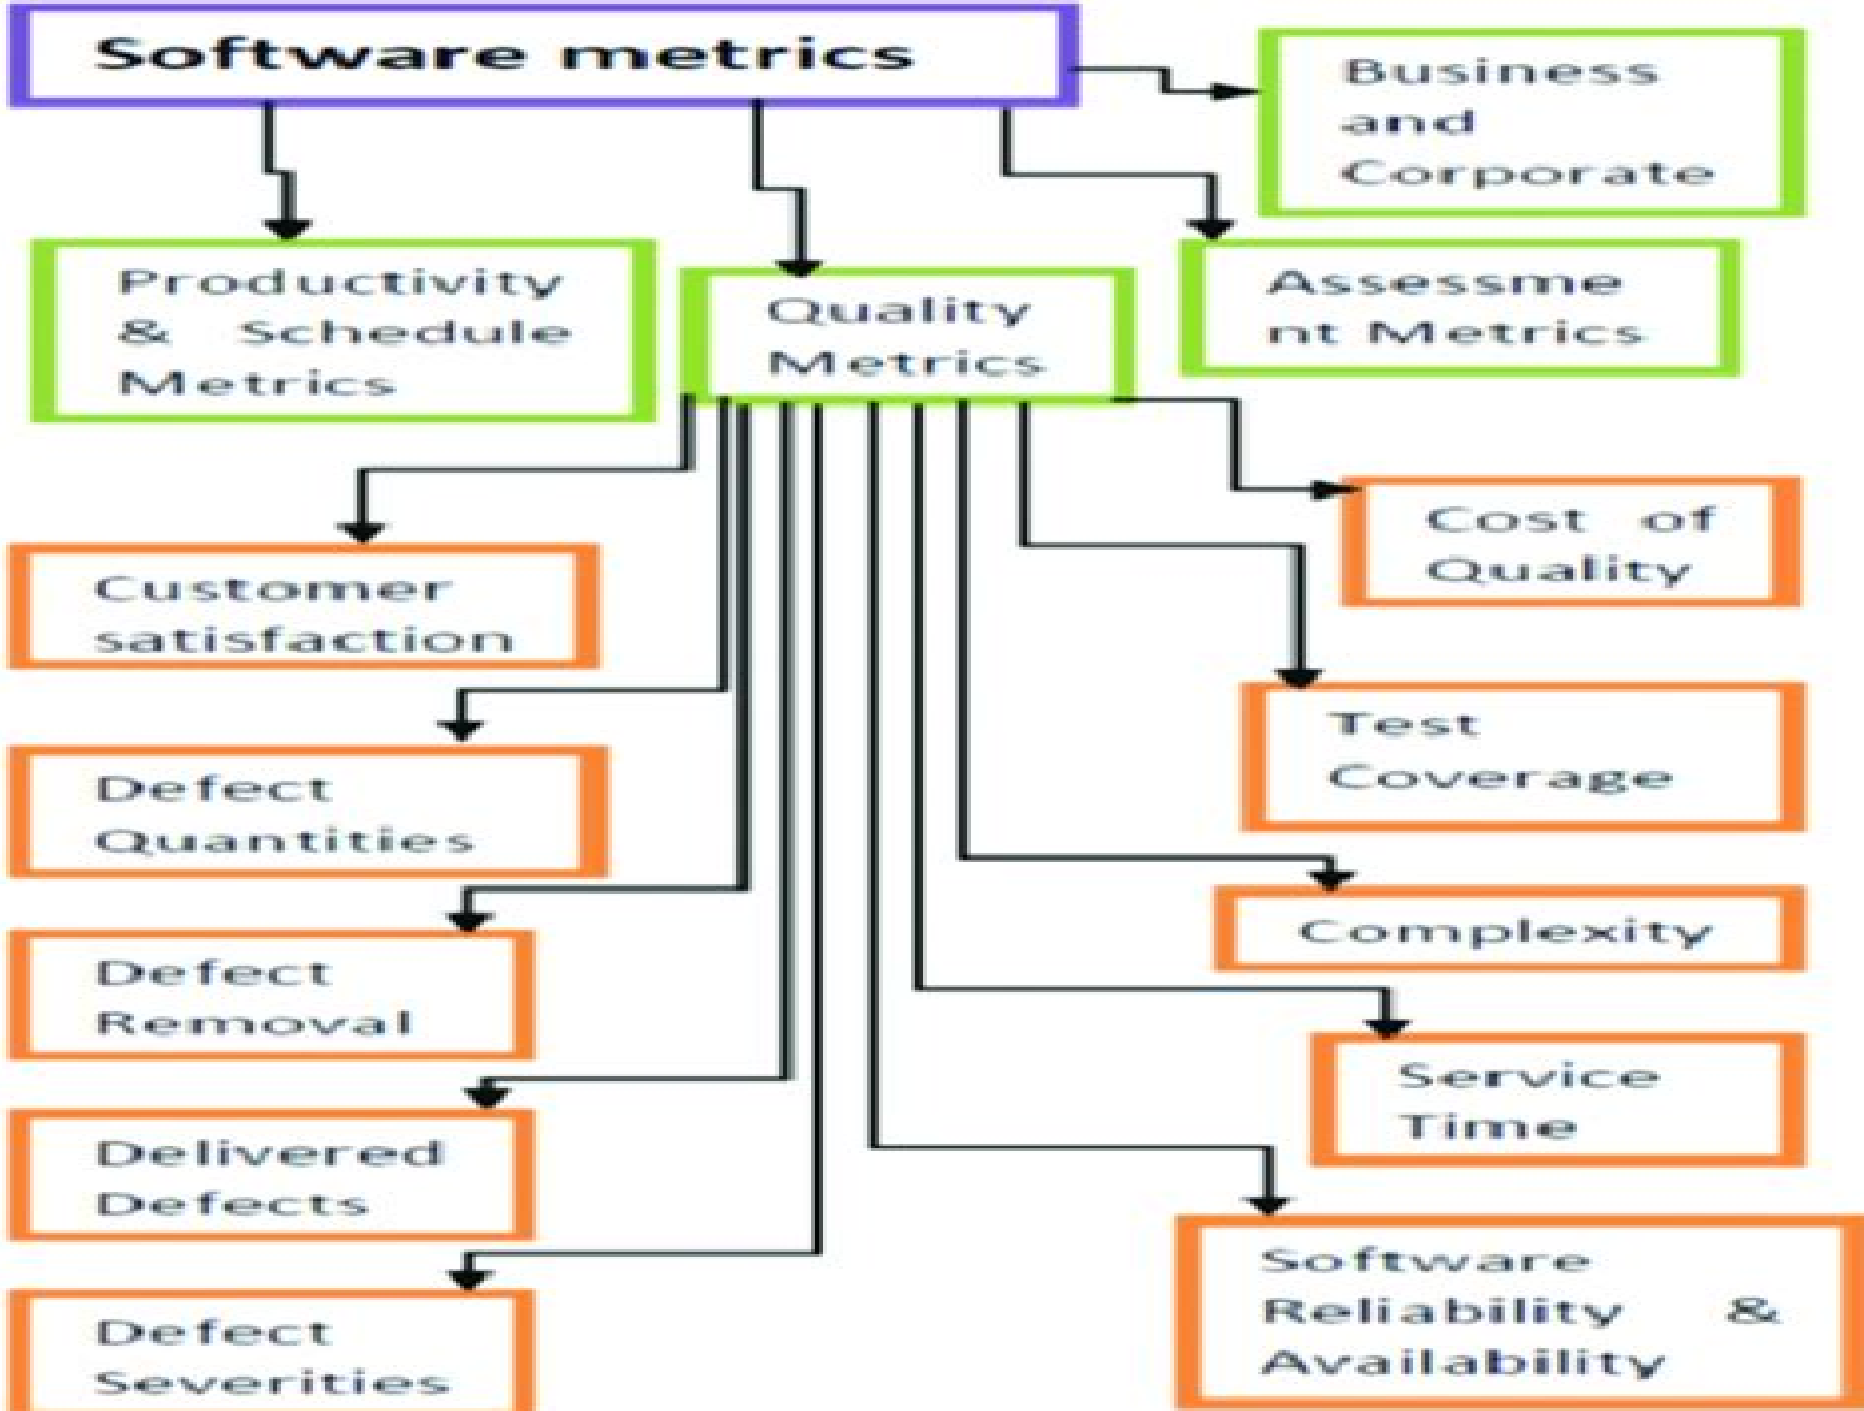 Software metrics
Business
and
Corporate
Productivity
& Schedule
Metrics
Quality
Metrics
Assessme
nt Metrics
Customer
satisfaction
Cost of
Quality
Defect
Quantities
Test
Coverage
Defect
Removal
Complexity
Delivered
Defects
Service
Time
Defect
Severities
Software
Reliability &
Availability